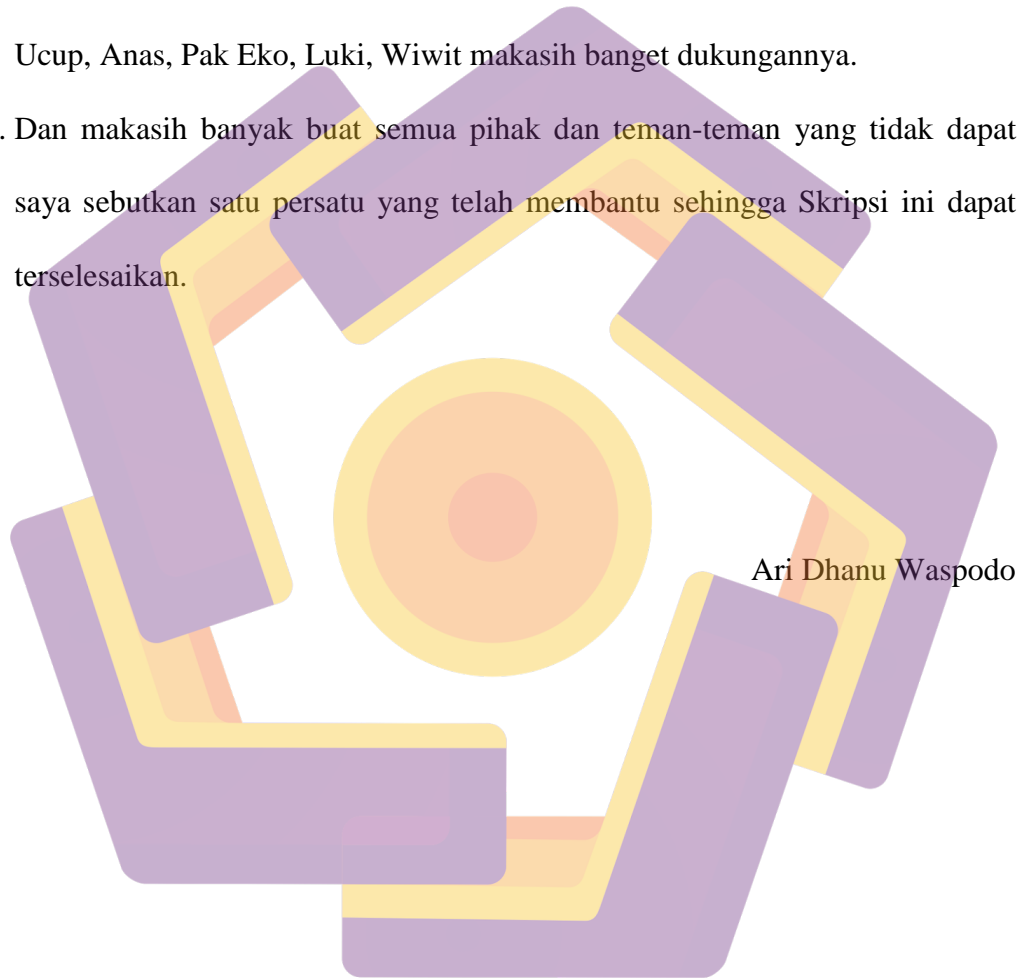 Ucup, Anas, Pak Eko, Luki, Wiwit makasih banget dukungannya.
. Dan makasih banyak buat semua pihak dan teman-teman yang tidak dapat
saya sebutkan satu persatu yang telah membantu sehingga Skripsi ini dapat
terselesaikan.
Ari Dhanu Waspodo